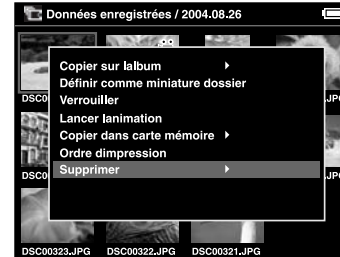 Données enregistrées / 2004.08.26
Copier sur lalbum
Définir comme miniature dossier
DSC00
Verrouiller
.JPG
Lancer lanimation
Copier dans carte mémoire
Ordre dimpression
DSC0
Supprimer
.JPG
DSC00323.JPG DSC00322.JPG DSC00321.JPG